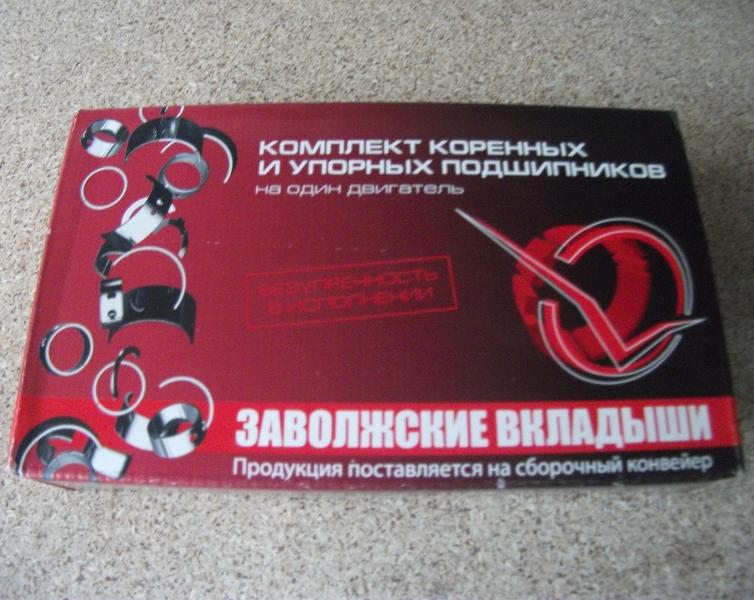 КОМПЛЕКТ КОРЕННЫХ
И УПОРНЫХ ПОДШИПНИКОВ
на один двигатель
БЕЗУПРЕЧНОСТЬ
В ИСПОЛНЕНИИ
ЗАВОЛЖСКИЕ ВКЛАДЫШИ
Продукция поставляется на сборочный конвейер